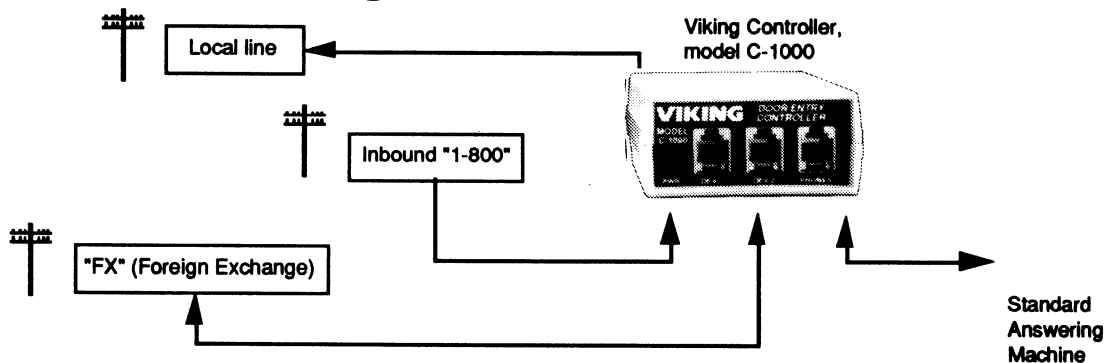 Local line
Viking Controller,
model C-1000
VIKING DOOR ENTRY
CONTROLLER
MODEL
C-1000
Inbound "1-800"
"FX" (Foreign Exchange)
Standard
Answering
Machine